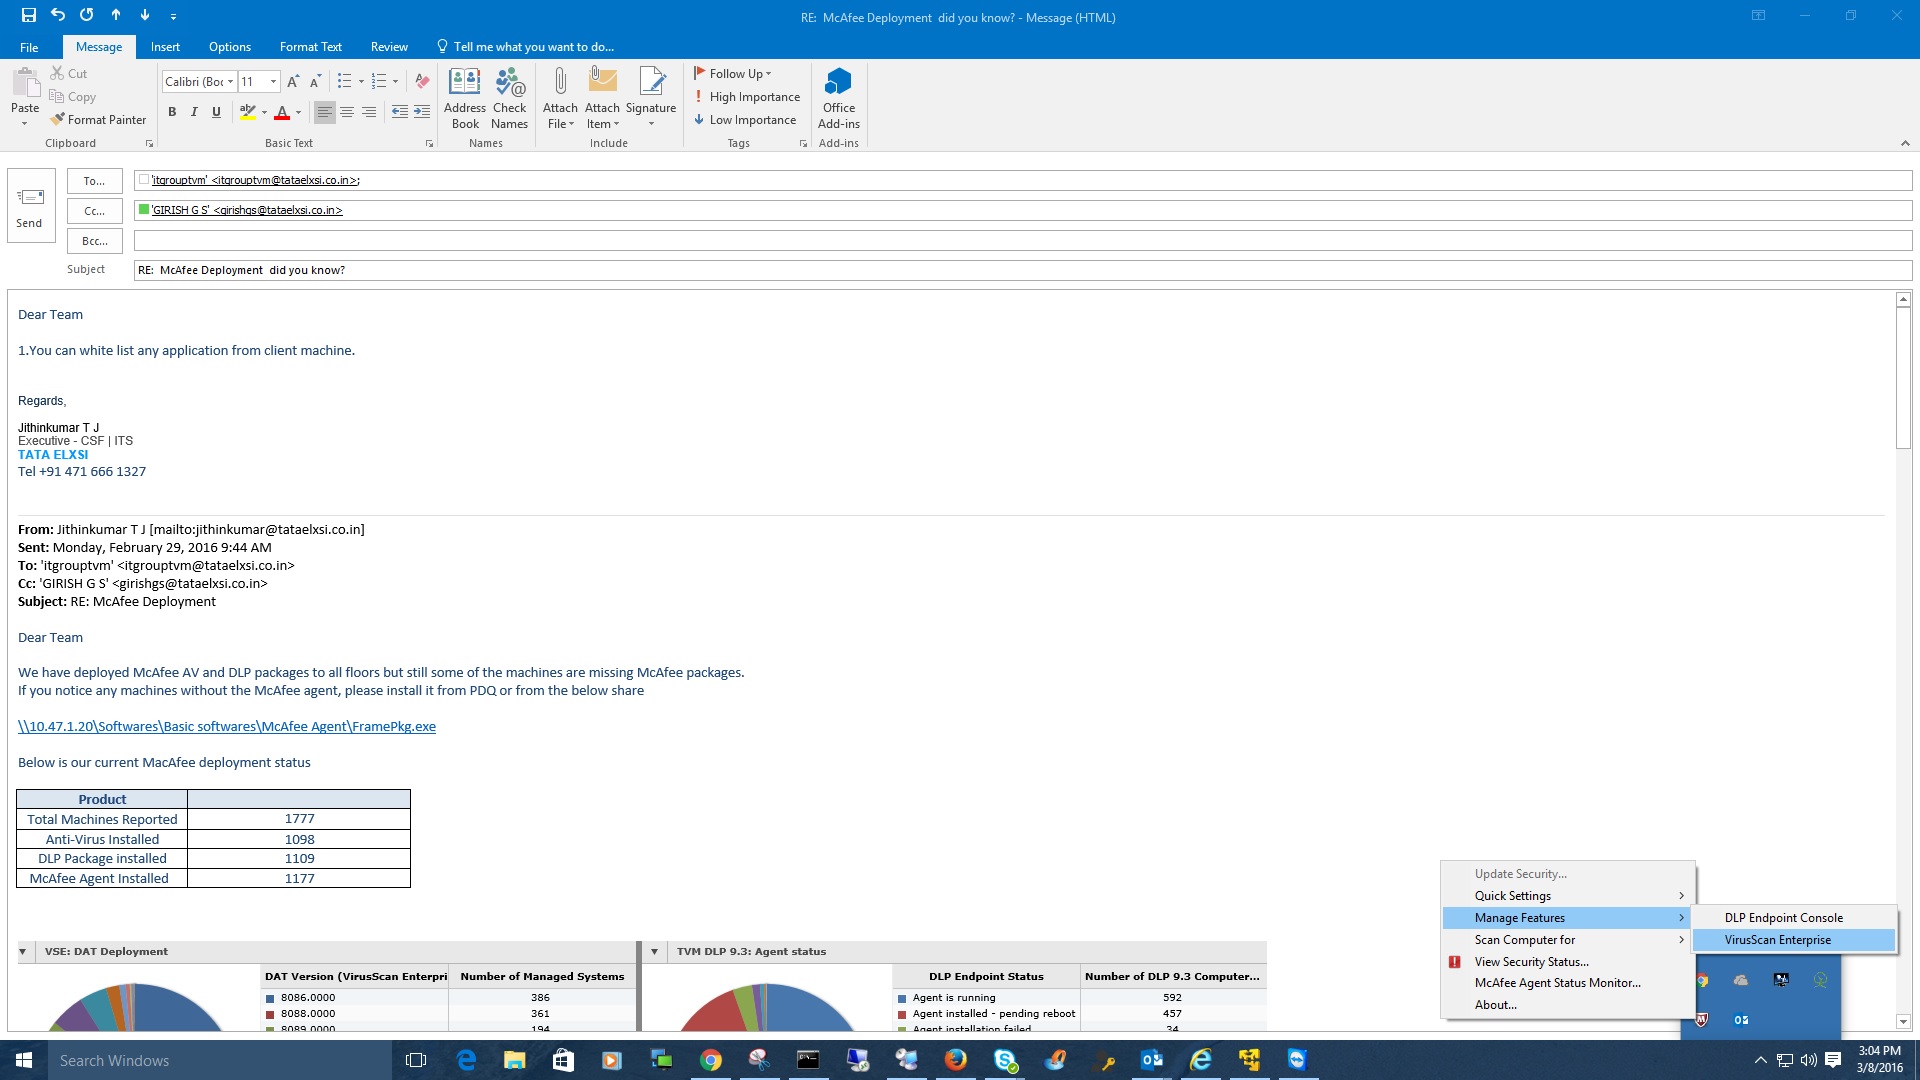 RE:  McAfee Deployment  did you know? - Message (HTML)
File
Message
Insert
Options
Format Text
Review
Tell me what you want to do...
Paste
Cut
Copy
Format Painter
Clipboard
Calibri (Boc
11
B I U
ab
A
Basic Text
Address Book
Check Names
Names
Attach File
Attach Item
Signature
Include
Follow Up
High Importance
Low Importance
Tags
Office Add-ins
Add-ins
Send
To...
'itgrouptvm' <itgrouptvm@tataelxsi.co.in>;
Cc...
'GIRISH G S' <girishgs@tataelxsi.co.in>
Bcc...
Subject
RE:  McAfee Deployment  did you know?
Dear Team
1.You can white list any application from client machine.
Regards,
Jithinkumar T J
Executive - CSF | ITS
TATA ELXSI
Tel +91 471 666 1327
From: Jithinkumar T J [mailto:jithinkumar@tataelxsi.co.in]
Sent: Monday, February 29, 2016 9:44 AM
To: 'itgrouptvm' <itgrouptvm@tataelxsi.co.in>
Cc: 'GIRISH G S' <girishgs@tataelxsi.co.in>
Subject: RE: McAfee Deployment
Dear Team
We have deployed McAfee AV and DLP packages to all floors but still some of the machines are missing McAfee packages.
If you notice any machines without the McAfee agent, please install it from PDQ or from the below share
\\10.47.1.20\Softwares\Basic softwares\McAfee Agent\FramePkg.exe
Below is our current MacAfee deployment status
Product
Total Machines Reported 1777
Anti-Virus Installed 1098
DLP Package installed 1109
McAfee Agent Installed 1177
VSE: DAT Deployment
DAT Version (VirusScan Enterpri Number of Managed Systems
8086.0000 386
8088.0000 361
8089.0000 194
TVM DLP 9.3: Agent status
DLP Endpoint Status Number of DLP 9.3 Computer...
Agent is running 592
Agent installed - pending reboot 457
Agent installation failed 34
Update Security...
Quick Settings
Manage Features
Scan Computer for
View Security Status...
McAfee Agent Status Monitor...
About...
DLP Endpoint Console
VirusScan Enterprise
Search Windows
3:04 PM
3/8/2016